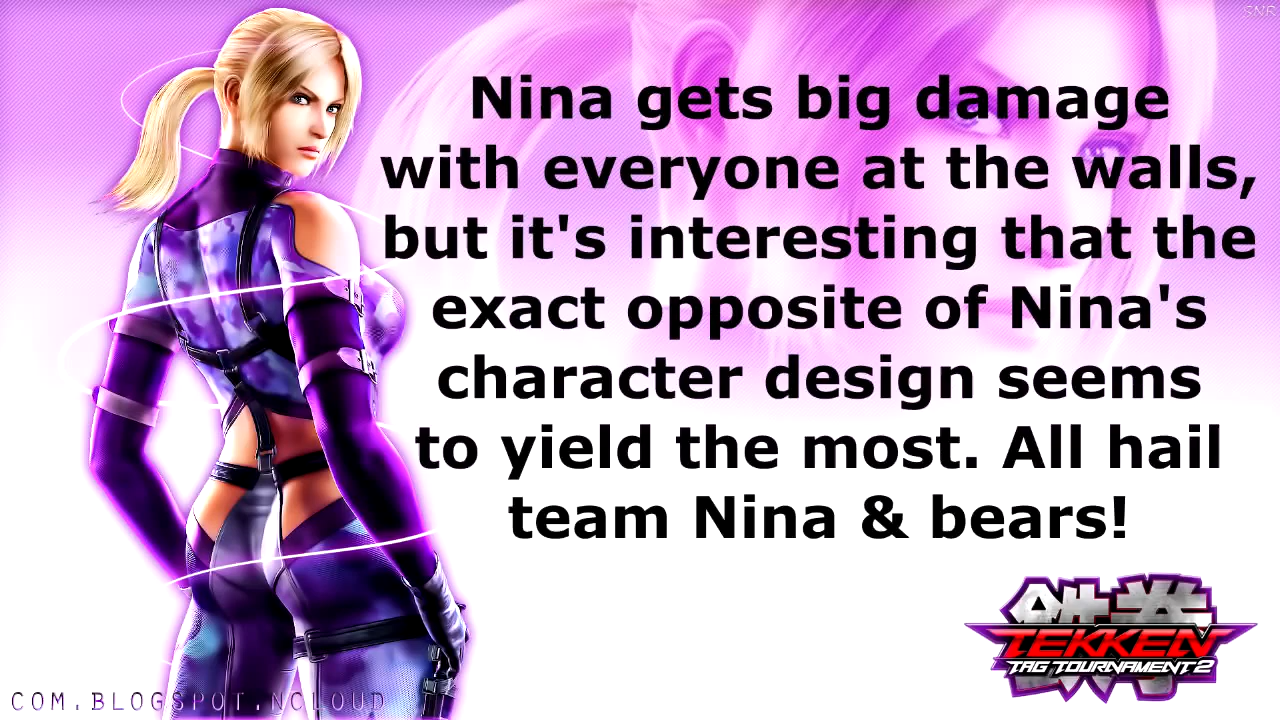 SNR
Nina gets big damage
with everyone at the walls,
but it's interesting that the
exact opposite of Nina's
character design seems
to yield the most. All hail
team Nina & bears!
鉄拳
TEKKEN
TAG TOURNAMENT 2
COM.BLOGSPOT.NCLOUD